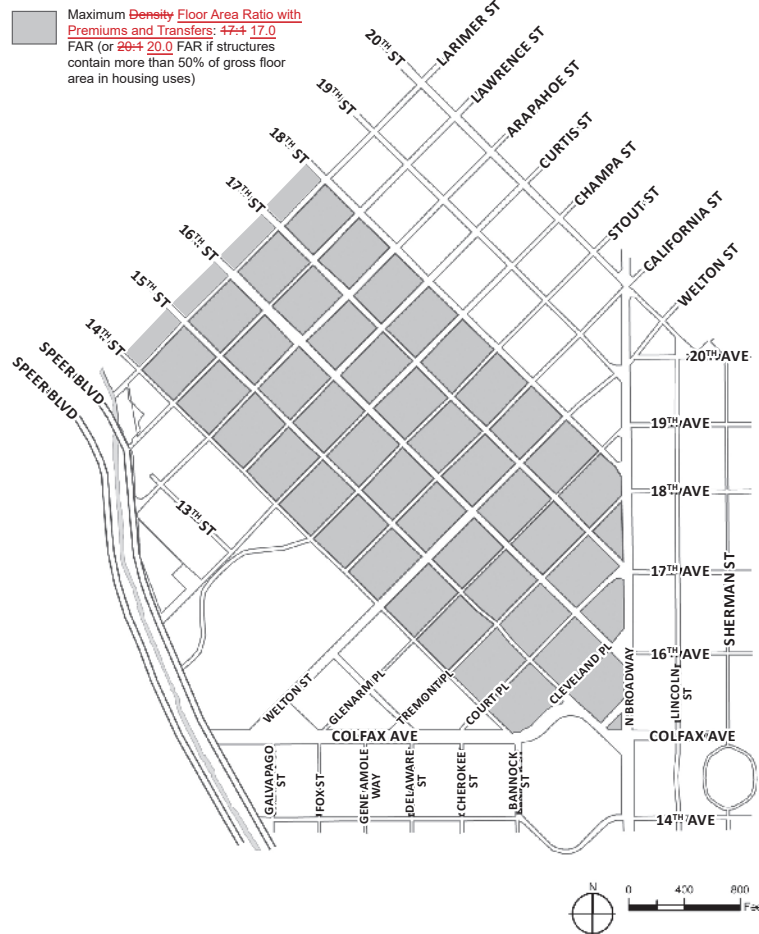 Maximum Density Floor Area Ratio with
Premiums and Transfers: 17:1 17.0
FAR (or 20:1 20.0 FAR if structures
contain more than 50% of gross floor
area in housing uses)
20TH ST
LARIMER ST
LAWRENCE ST
19TH ST
ARAPAHOE ST
CURTIS ST
18TH ST
CHAMPA ST
17TH ST
STOUT ST
16TH ST
CALIFORNIA ST
15TH ST
WELTON ST
14TH ST
SPEER BLVD
SPEER BLVD
20TH AVE
19TH AVE
18TH AVE
13TH ST
17TH AVE
SHERMAN ST
16TH AVE
CLEVELAND PL
N BROADWAY
LINCOLN
ST
WELTON ST
GLENARM PL
TREMONT PL
COURT PL
COLFAX AVE
COLFAX AVE
GALVAPAGO
ST
FOX ST
GENE AMOLE
WAY
DELAWARE
ST
CHEROKEE
ST
BANNOCK
ST
14TH AVE
N
0 400 800